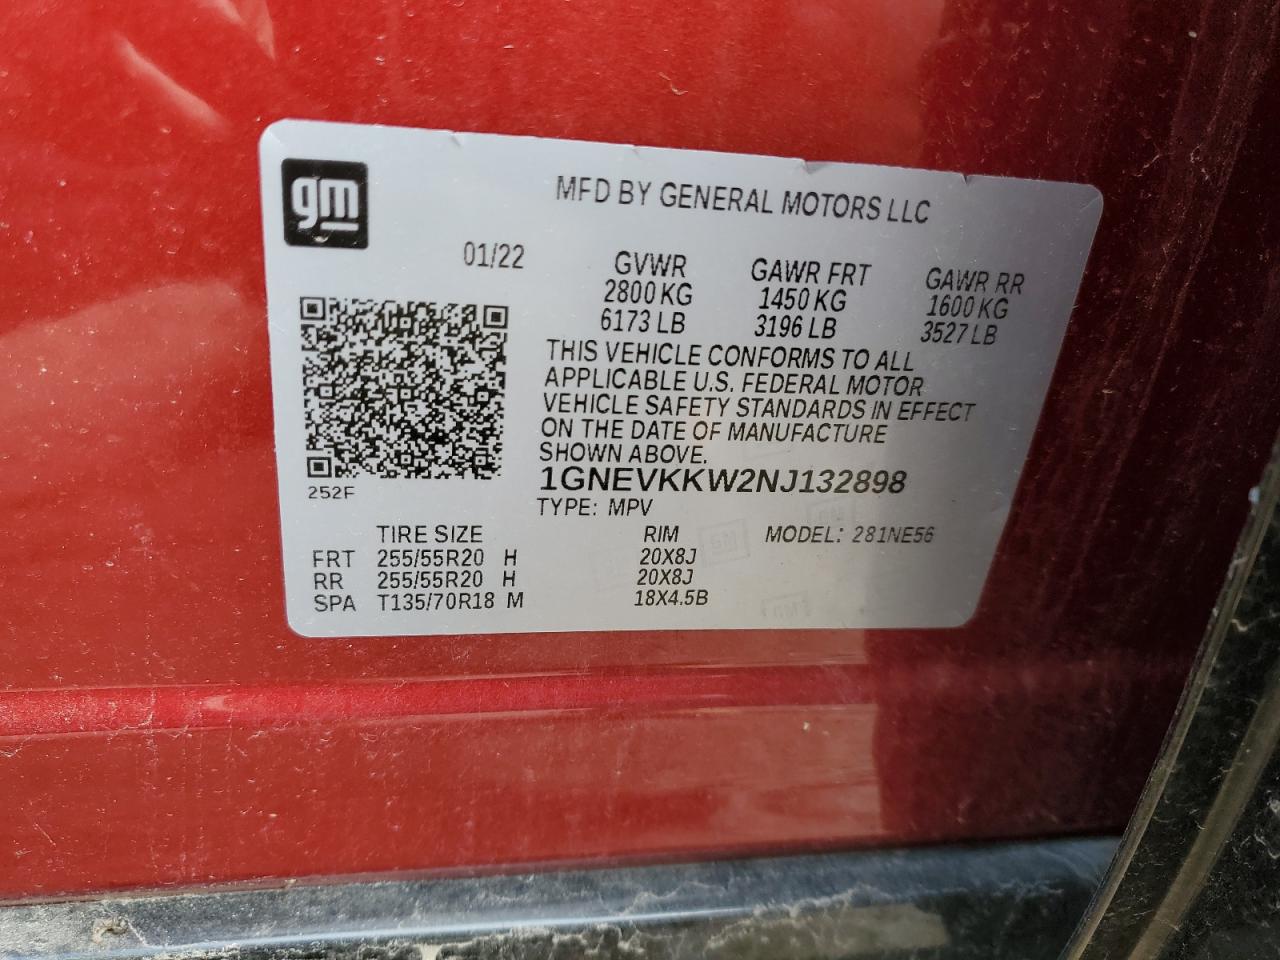 gm
MFD BY GENERAL MOTORS LLC
01/22
GVWR GAWR FRT GAWR RR
2800 KG 1450 KG 1600 KG
6173 LB 3196 LB 3527 LB
THIS VEHICLE CONFORMS TO ALL
APPLICABLE U.S. FEDERAL MOTOR
VEHICLE SAFETY STANDARDS IN EFFECT
ON THE DATE OF MANUFACTURE
SHOWN ABOVE.
1GNEVKKW2NJ132898
252F
TYPE: MPV
TIRE SIZE RIM MODEL: 281NE56
FRT 255/55R20 H 20X8J
RR 255/55R20 H 20X8J
SPA T135/70R18 M 18X4.5B